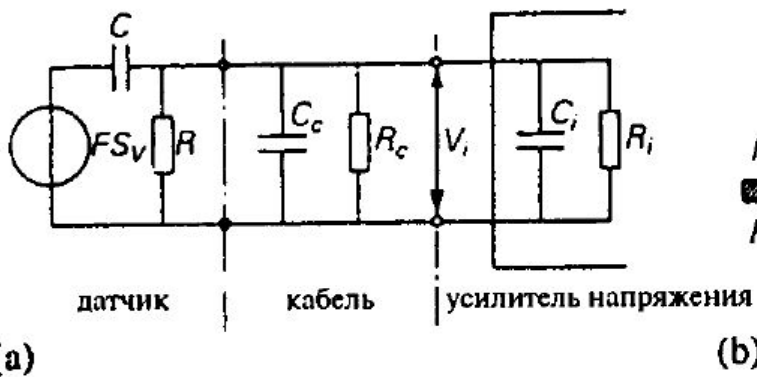 C
FS_V R C_c R_c V_i C_i R_i
датчик кабель усилитель напряжения
(a) (b)